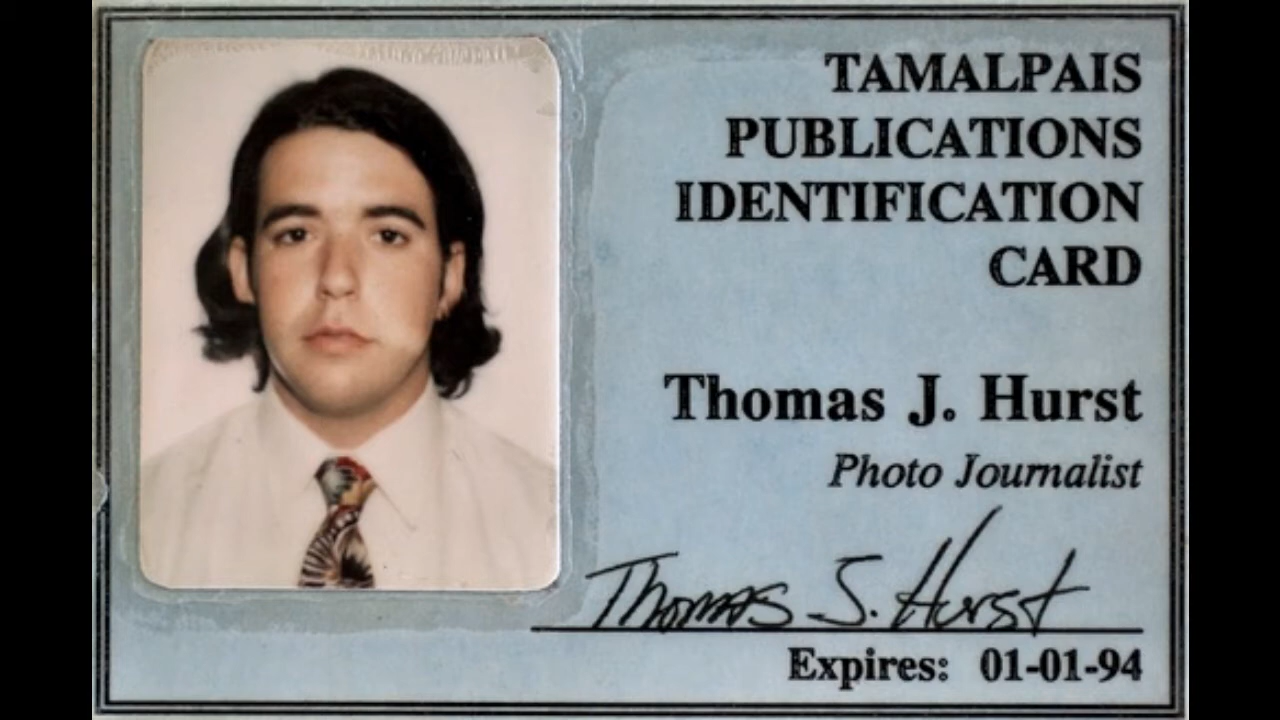 TAMALPAIS
PUBLICATIONS
IDENTIFICATION
CARD
Thomas J. Hurst
Photo Journalist
Thomas J. Hurst
Expires: 01-01-94